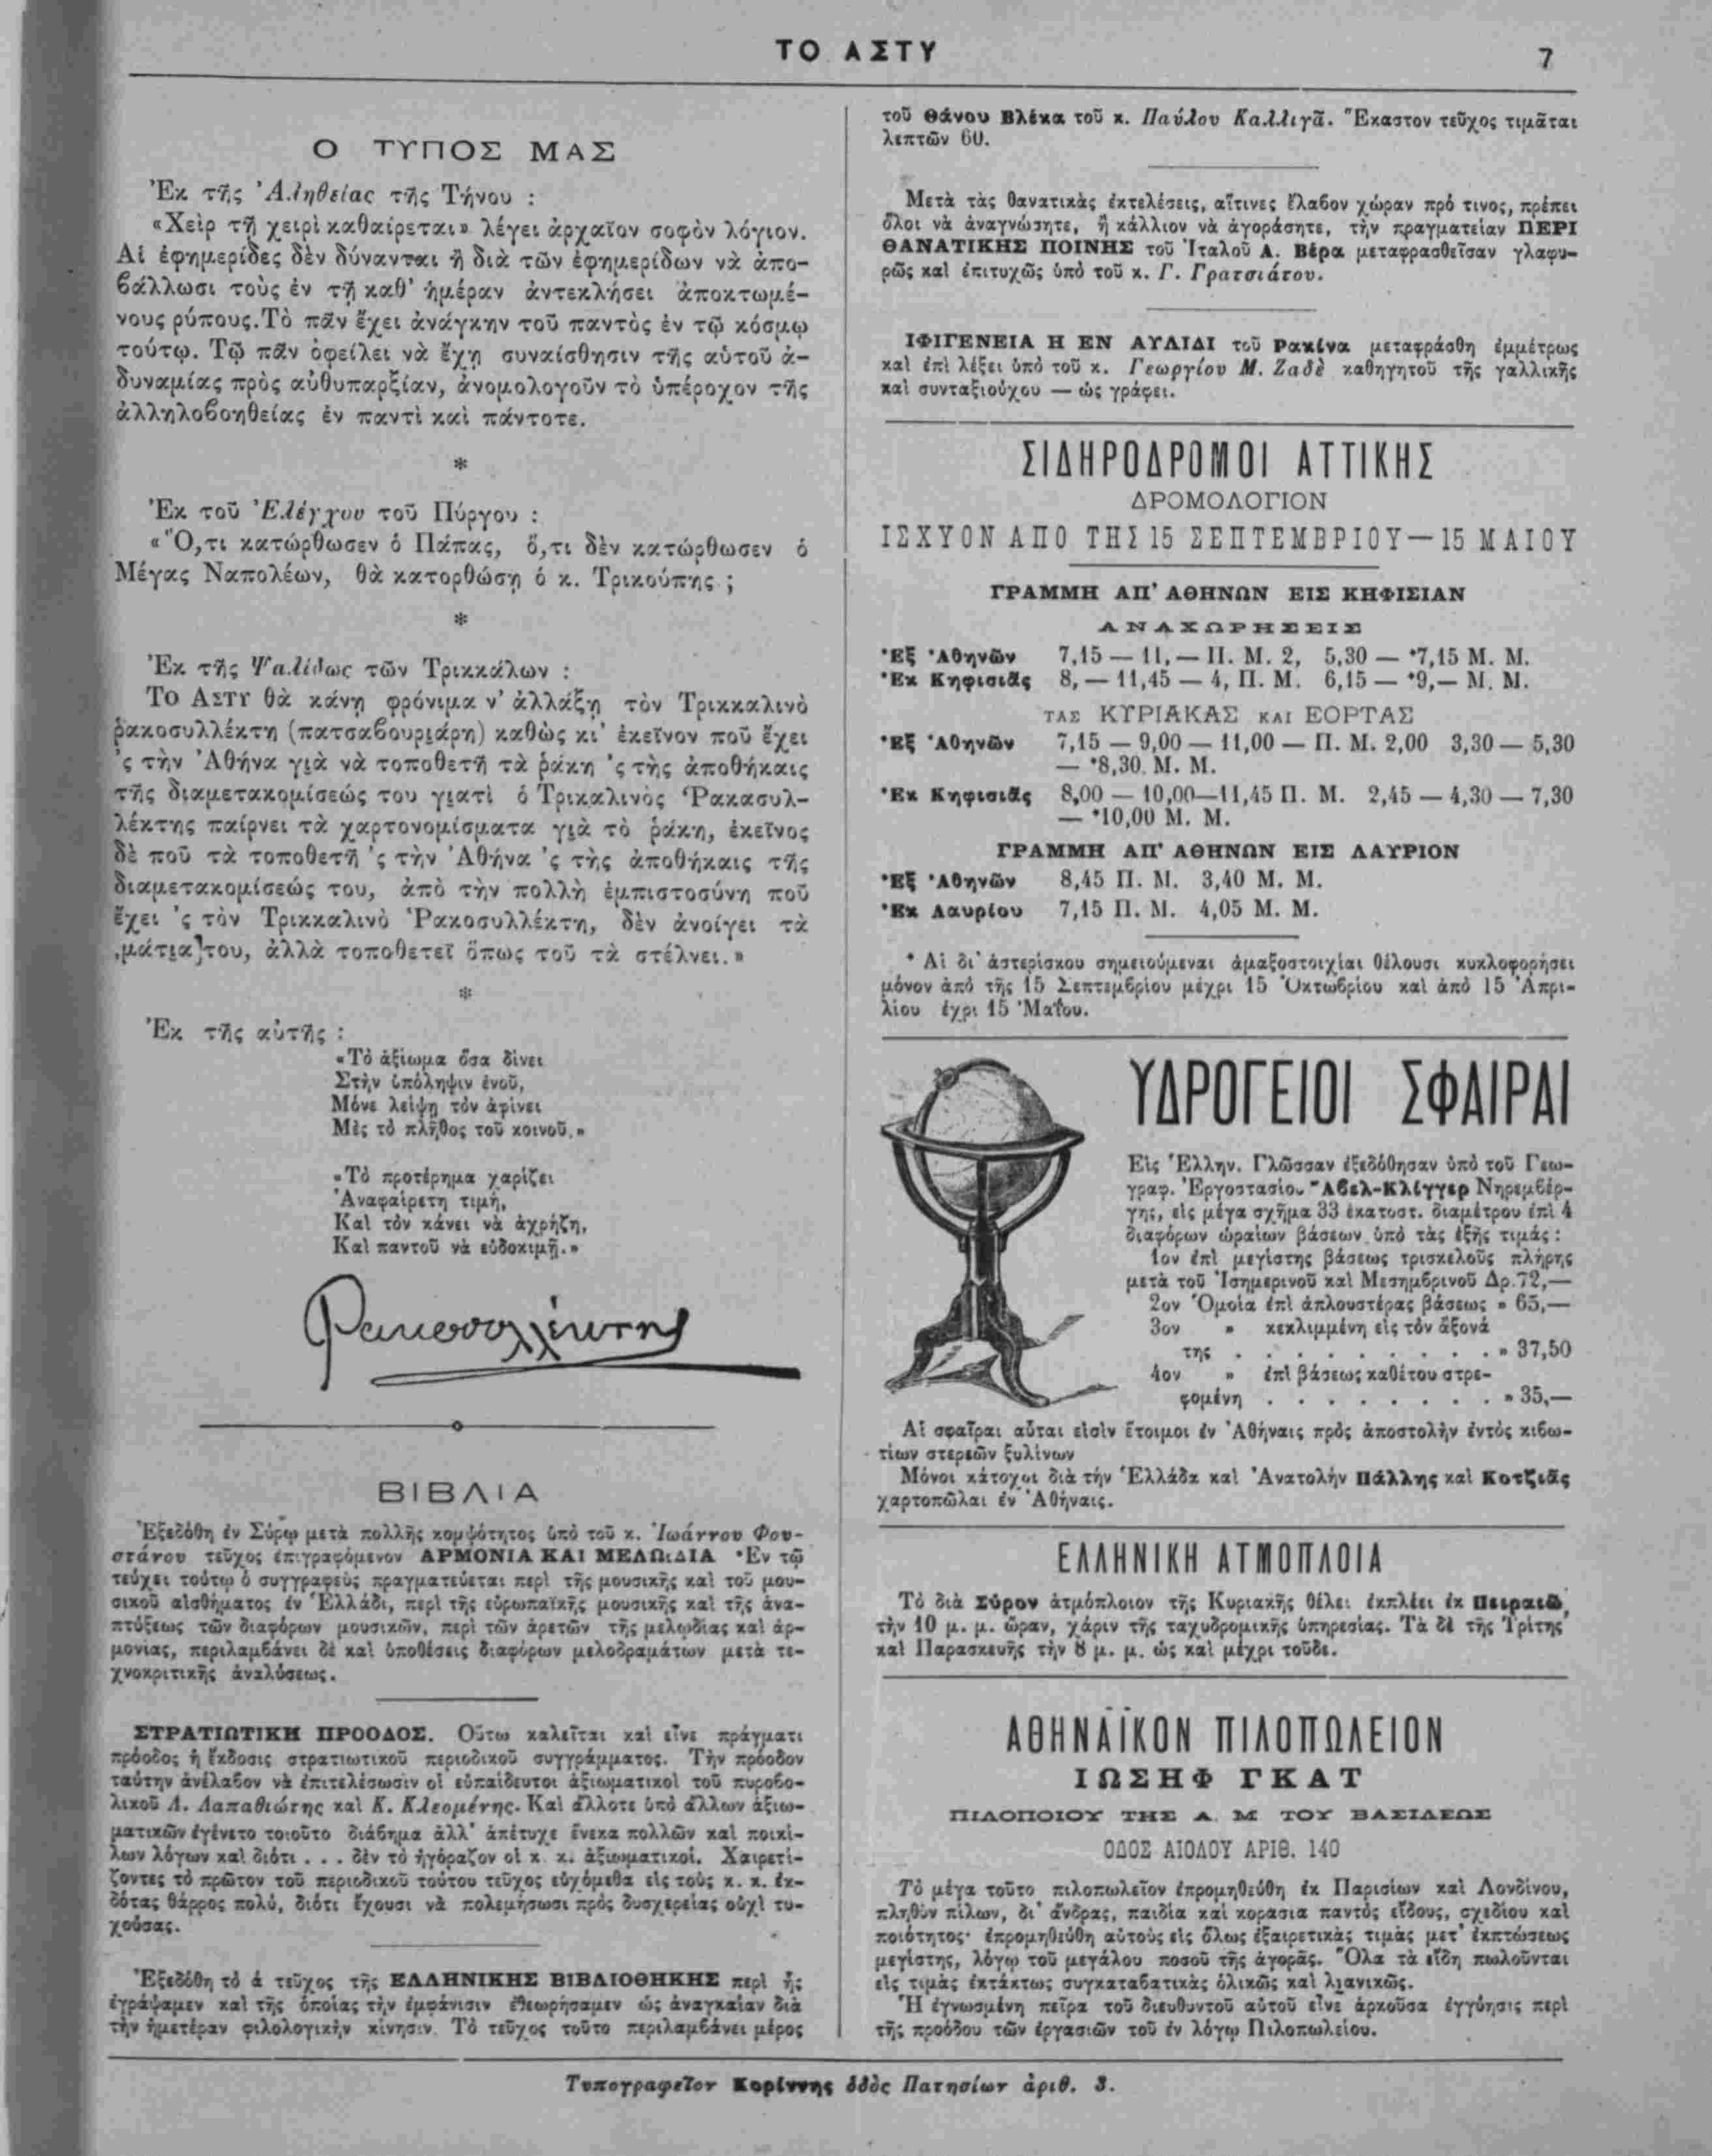 ΤΟ ΑΣΤΥ
7
Ο ΤΥΠΟΣ ΜΑΣ
Ἐκ τῆς Ἀληθείας τῆς Τήνου :
«Χεὶρ τῇ χειρὶ καθαίρεται» λέγει ἀρχαῖον σοφὸν λόγιον.
Αἱ ἐφημερίδες δὲν δύνανται ἢ διὰ τῶν ἐφημερίδων νὰ ἀπο-
βάλλωσι τοὺς ἐν τῇ καθ' ἡμέραν ἀντεκλήσει ἀποκτωμέ-
νους ρύπους. Τὸ πᾶν ἔχει ἀνάγκην τοῦ παντὸς ἐν τῷ κόσμῳ
τούτῳ. Τῷ πᾶν ὀφείλει νὰ ἔχῃ συναίσθησιν τῆς αὑτοῦ ἀ-
δυναμίας πρὸς αὐθυπαρξίαν, ἀνομολογοῦν τὸ ὑπέροχον τῆς
ἀλληλοβοηθείας ἐν παντὶ καὶ πάντοτε.
*
Ἐκ τοῦ Ἐλέγχου τοῦ Πύργου :
«Ὅ,τι κατώρθωσεν ὁ Πάπας, ὅ,τι δὲν κατώρθωσεν ὁ
Μέγας Ναπολέων, θὰ κατορθώσῃ ὁ κ. Τρικούπης ;
*
Ἐκ τῆς Ψαλίδως τῶν Τρικκάλων :
ΤΟ ΑΣΤΥ θὰ κάνῃ φρόνιμα ν' ἀλλάξῃ τὸν Τρικκαλινὸ
ῥακοσυλλέκτη (πατσαβουριάρη) καθὼς κι' ἐκεῖνον ποῦ ἔχει
'ς τὴν Ἀθήνα γιὰ νὰ τοποθετῇ τὰ ῥάκη 'ς τὴς ἀποθήκαις
τῆς διαμετακομίσεώς του γιατὶ ὁ Τρικαλινὸς Ῥακασυλ-
λέκτης παίρνει τὰ χαρτονομίσματα γιὰ τὸ ῥάκη, ἐκεῖνος
δὲ ποῦ τὰ τοποθετῇ 'ς τὴν Ἀθήνα 'ς τὴς ἀποθήκαις τῆς
διαμετακομίσεώς του, ἀπὸ τὴν πολλὴ ἐμπιστοσύνη ποῦ
ἔχει 'ς τὸν Τρικκαλινὸ Ῥακοσυλλέκτη, δὲν ἀνοίγει τὰ
μάτια του, ἀλλὰ τοποθετεῖ ὅπως τοῦ τὰ στέλνει.»
*
Ἐκ τῆς αὐτῆς :
«Τὸ ἀξίωμα ὅσα δίνει
Στὴν ὑπόληψιν ἑνοῦ,
Μόνε λείψῃ τὸν ἀφίνει
Μὲς τὸ πλῆθος τοῦ κοινοῦ.»
«Τὸ προτέρημα χαρίζει
Ἀναφαίρετη τιμή,
Καὶ τὸν κάνει νὰ ἀχρήζῃ,
Καὶ παντοῦ νὰ εὐδοκιμῇ.»
Ρακοσυλλέκτης
ΒΙΒΛΙΑ
Ἐξεδόθη ἐν Σύρῳ μετὰ πολλῆς κομψότητος ὑπὸ τοῦ κ. Ἰωάννου Φου-
στάνου τεῦχος ἐπιγραφόμενον ΑΡΜΟΝΙΑ ΚΑΙ ΜΕΛΩιΔΙΑ Ἐν τῷ
τεύχει τούτῳ ὁ συγγραφεὺς πραγματεύεται περὶ τῆς μουσικῆς καὶ τοῦ μου-
σικοῦ αἰσθήματος ἐν Ἑλλάδι, περὶ τῆς εὐρωπαϊκῆς μουσικῆς καὶ τῆς ἀνα-
πτύξεως τῶν διαφόρων μουσικῶν, περὶ τῶν ἀρετῶν τῆς μελῳδίας καὶ ἁρ-
μονίας, περιλαμβάνει δὲ καὶ ὑποθέσεις διαφόρων μελοδραμάτων μετὰ τε-
χνοκριτικῆς ἀναλύσεως.
ΣΤΡΑΤΙΩΤΙΚΗ ΠΡΟΟΔΟΣ. Οὕτω καλεῖται καὶ εἶνε πράγματι
πρόοδος ἡ ἔκδοσις στρατιωτικοῦ περιοδικοῦ συγγράμματος. Τὴν πρόοδον
ταύτην ἀνέλαβον νὰ ἐπιτελέσωσιν οἱ εὐπαίδευτοι ἀξιωματικοὶ τοῦ πυροβο-
λικοῦ Λ. Λαπαθιώτης καὶ Κ. Κλεομένης. Καὶ ἄλλοτε ὑπὸ ἄλλων ἀξιω-
ματικῶν ἐγένετο τοιοῦτο διάβημα ἀλλ' ἀπέτυχε ἕνεκα πολλῶν καὶ ποικί-
λων λόγων καὶ διότι . . . δὲν τὸ ἠγόραζον οἱ κ. κ. ἀξιωματικοί. Χαιρετί-
ζοντες τὸ πρῶτον τοῦ περιοδικοῦ τούτου τεῦχος εὐχόμεθα εἰς τοὺς κ. κ. ἐκ-
δότας θάρρος πολύ, διότι ἔχουσι νὰ πολεμήσωσι πρὸς δυσχερείας οὐχὶ τυ-
χούσας.
Ἐξεδόθη τὸ ά τεῦχος τῆς ΕΛΛΗΝΙΚΗΣ ΒΙΒΛΙΟΘΗΚΗΣ περὶ ἧς
ἐγράψαμεν καὶ τῆς ὁποίας τὴν ἐμφάνισιν ἐθεωρήσαμεν ὡς ἀναγκαίαν διὰ
τὴν ἡμετέραν φιλολογικὴν κίνησιν. Τὸ τεῦχος τοῦτο περιλαμβάνει μέρος
τοῦ Θάνου Βλέκα τοῦ κ. Παύλου Καλλιγᾶ. Ἕκαστον τεῦχος τιμᾶται
λεπτῶν 60.
Μετὰ τὰς θανατικὰς ἐκτελέσεις, αἵτινες ἔλαβον χώραν πρό τινος, πρέπει
ὅλοι νὰ ἀναγνώσητε, ἢ κάλλιον νὰ ἀγοράσητε, τὴν πραγματείαν ΠΕΡΙ
ΘΑΝΑΤΙΚΗΣ ΠΟΙΝΗΣ τοῦ Ἰταλοῦ Α. Βέρα μεταφρασθεῖσαν γλαφυ-
ρῶς καὶ ἐπιτυχῶς ὑπὸ τοῦ κ. Γ. Γρατσιάτου.
ΙΦΙΓΕΝΕΙΑ Η ΕΝ ΑΥΛΙΔΙ τοῦ Ρακίνα μεταφράσθη ἐμμέτρως
καὶ ἐπὶ λέξει ὑπὸ τοῦ κ. Γεωργίου Μ. Ζαδὲ καθηγητοῦ τῆς γαλλικῆς
καὶ συνταξιούχου — ὡς γράφει.
ΣΙΔΗΡΟΔΡΟΜΟΙ ΑΤΤΙΚΗΣ
ΔΡΟΜΟΛΟΓΙΟΝ
ΙΣΧΥΟΝ ΑΠΟ ΤΗΣ 15 ΣΕΠΤΕΜΒΡΙΟΥ — 15 ΜΑΙΟΥ
ΓΡΑΜΜΗ ΑΠ' ΑΘΗΝΩΝ ΕΙΣ ΚΗΦΙΣΙΑΝ
ΑΝΑΧΩΡΗΣΕΙΣ
Ἐξ Ἀθηνῶν 7,15 — 11,— Π. Μ. 2, 5,30 — *7,15 Μ. Μ.
Ἐκ Κηφισιᾶς 8, — 11,45 — 4, Π. Μ. 6,15 — *9,— Μ. Μ.
ΤΑΣ ΚΥΡΙΑΚΑΣ ΚΑΙ ΕΟΡΤΑΣ
Ἐξ Ἀθηνῶν 7,15 — 9,00 — 11,00 — Π. Μ. 2,00 3,30 — 5,30
— *8,30. Μ. Μ.
Ἐκ Κηφισιᾶς 8,00 — 10,00—11,45 Π. Μ. 2,45 — 4,30 — 7,30
— *10,00 Μ. Μ.
ΓΡΑΜΜΗ ΑΠ' ΑΘΗΝΩΝ ΕΙΣ ΛΑΥΡΙΟΝ
Ἐξ Ἀθηνῶν 8,45 Π. Μ. 3,40 Μ. Μ.
Ἐκ Λαυρίου 7,15 Π. Μ. 4,05 Μ. Μ.
* Αἱ δι' ἀστερίσκου σημειούμεναι ἁμαξοστοιχίαι θέλουσι κυκλοφορήσει
μόνον ἀπὸ τῆς 15 Σεπτεμβρίου μέχρι 15 Ὀκτωβρίου καὶ ἀπὸ 15 Ἀπρι-
λίου έχρι 15 Μαΐου.
ΥΔΡΟΓΕΙΟΙ ΣΦΑΙΡΑΙ
Εἰς Ἑλλην. Γλῶσσαν ἐξεδόθησαν ὑπὸ τοῦ Γεω-
γραφ. Ἐργοστασίου Ἄβελ-Κλίγγερ Νηρεμβέρ-
γης, εἰς μέγα σχῆμα 33 ἑκατοστ. διαμέτρου ἐπὶ 4
διαφόρων ὡραίων βάσεων ὑπὸ τὰς ἑξῆς τιμάς :
1ον ἐπὶ μεγίστης βάσεως τρισκελοῦς πλήρης
μετὰ τοῦ Ἰσημερινοῦ καὶ Μεσημβρινοῦ Δρ. 72,—
2ον Ὁμοία ἐπὶ ἁπλουστέρας βάσεως » 65,—
3ον » κεκλιμμένη εἰς τὸν ἄξονά
της . . . . . . . . . » 37,50
4ον » ἐπὶ βάσεως καθέτου στρε-
φομένη . . . . . . . . » 35,—
Αἱ σφαῖραι αὗται εἰσὶν ἕτοιμοι ἐν Ἀθήναις πρὸς ἀποστολὴν ἐντὸς κιβω-
τίων στερεῶν ξυλίνων
Μόνοι κάτοχοι διὰ τὴν Ἑλλάδα καὶ Ἀνατολήν Πάλλης καὶ Κοτζιᾶς
χαρτοπῶλαι ἐν Ἀθήναις.
ΕΛΛΗΝΙΚΗ ΑΤΜΟΠΛΟΙΑ
Τὸ διὰ Σύρον ἀτμόπλοιον τῆς Κυριακῆς θέλει ἐκπλέει ἐκ Πειραιῶ
τὴν 10 μ. μ. ὥραν, χάριν τῆς ταχυδρομικῆς ὑπηρεσίας. Τὰ δὲ τῆς Τρίτης
καὶ Παρασκευῆς τὴν 8 μ. μ. ὡς καὶ μέχρι τοῦδε.
ΑΘΗΝΑΪΚΟΝ ΠΙΛΟΠΩΛΕΙΟΝ
ΙΩΣΗΦ ΓΚΑΤ
ΠΙΛΟΠΟΙΟΥ ΤΗΣ Α. Μ ΤΟΥ ΒΑΣΙΛΕΩΣ
ΟΔΟΣ ΑΙΟΛΟΥ ΑΡΙΘ. 140
Τὸ μέγα τοῦτο πιλοπωλεῖον ἐπρομηθεύθη ἐκ Παρισίων καὶ Λονδίνου,
πληθὺν πίλων, δι' ἄνδρας, παιδία καὶ κορασια παντὸς εἴδους, σχεδίου καὶ
ποιότητος· ἐπρομηθεύθη αὐτοὺς εἰς ὅλως ἐξαιρετικὰς τιμὰς μετ' ἐκπτώσεως
μεγίστης, λόγῳ τοῦ μεγάλου ποσοῦ τῆς ἀγορᾶς. Ὅλα τὰ εἴδη πωλοῦνται
εἰς τιμὰς ἐκτάκτως συγκαταβατικὰς ὁλικῶς καὶ λιανικῶς.
Ἡ ἐγνωσμένη πεῖρα τοῦ διευθυντοῦ αὐτοῦ εἶνε ἀρκοῦσα ἐγγύησις περὶ
τῆς προόδου τῶν ἐργασιῶν τοῦ ἐν λόγῳ Πιλοπωλείου.
Τυπογραφεῖον Κορίννης ὁδὸς Πατησίων ἀριθ. 3.